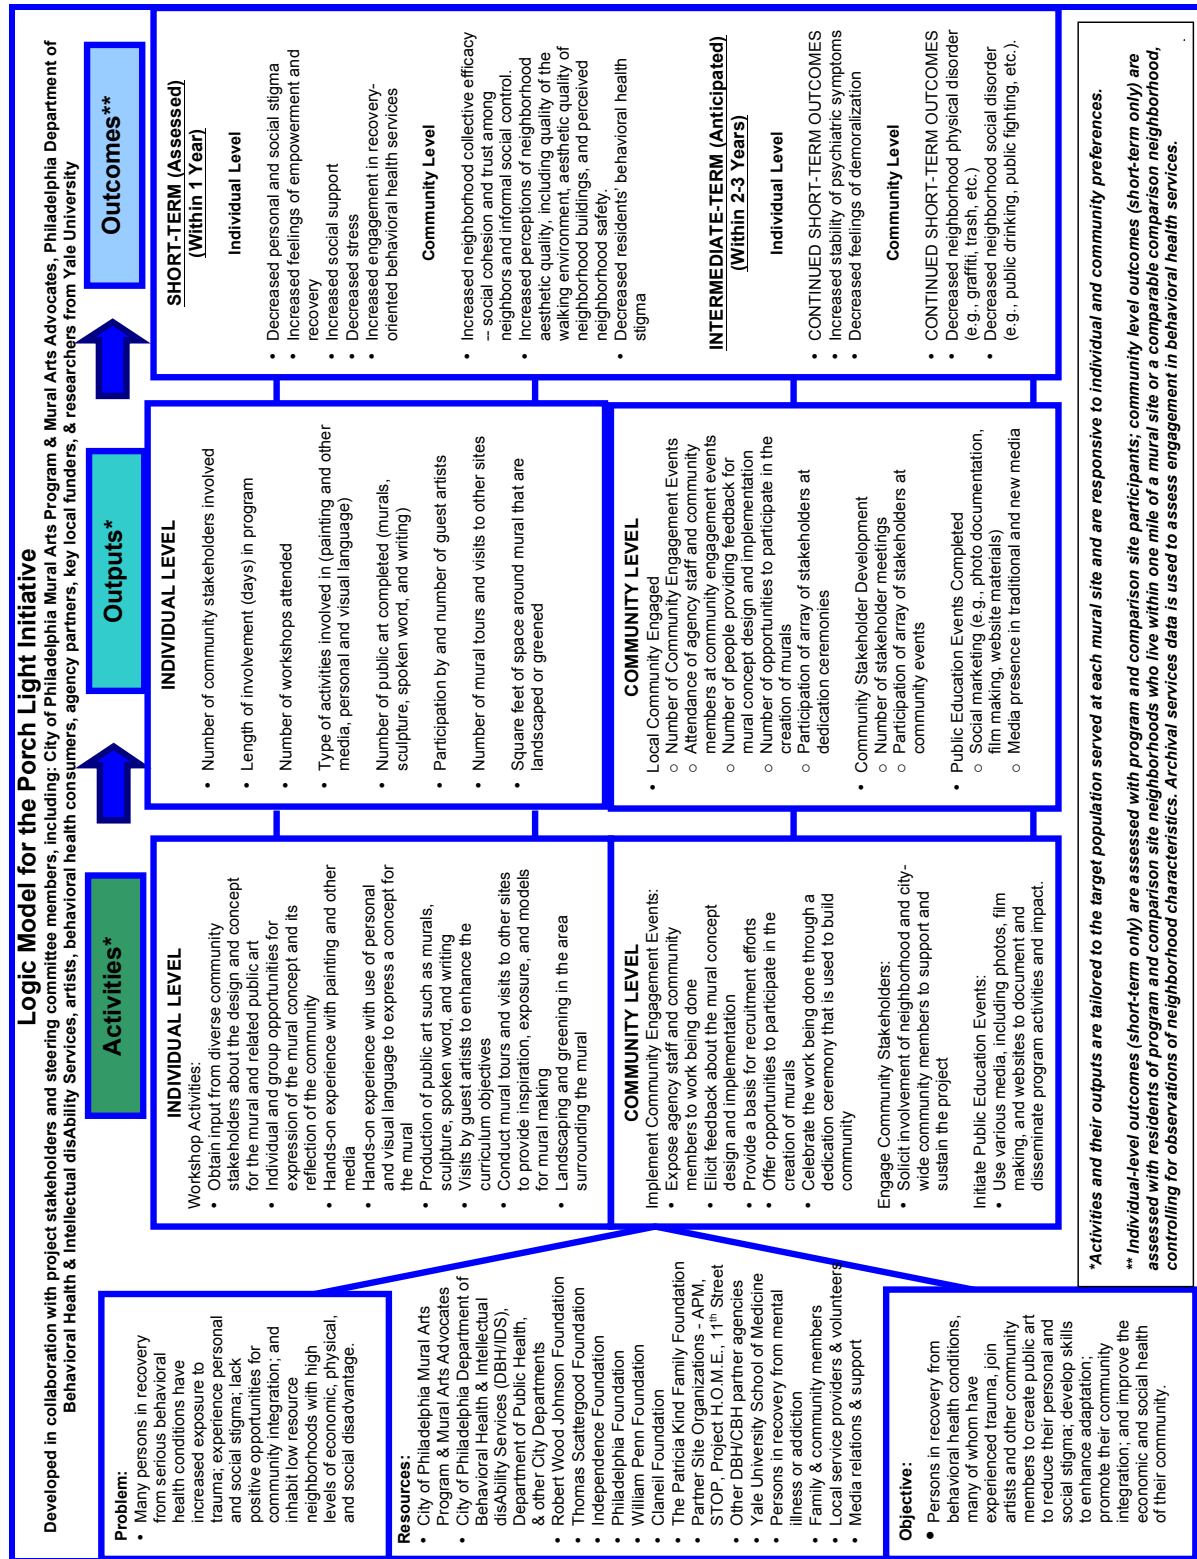 Logic Model for the Porch Light Initiative
Developed in collaboration with project stakeholders and steering committee members, including: City of Philadelphia Mural Arts Program & Mural Arts Advocates, Philadelphia Department of
Behavioral Health & Intellectual disAbility Services, artists, behavioral health consumers, agency partners, key local funders, & researchers from Yale University
Problem:
• Many persons in recovery
from serious behavioral
health conditions have
increased exposure to
trauma; experience personal
and social stigma; lack
positive opportunities for
community integration; and
inhabit low resource
neighborhoods with high
levels of economic, physical,
and social disadvantage.
Resources:
• City of Philadelphia Mural Arts
Program & Mural Arts Advocates
• City of Philadelphia Department of
Behavioral Health & Intellectual
disAbility Services (DBH/IDS),
Department of Public Health,
& other City Departments
• Robert Wood Johnson Foundation
• Thomas Scattergood Foundation
• Independence Foundation
• Philadelphia Foundation
• William Penn Foundation
• Claneil Foundation
• The Patricia Kind Family Foundation
• Partner Site Organizations - APM,
STOP, Project H.O.M.E., 11th Street
• Other DBH/CBH partner agencies
• Yale University School of Medicine
• Persons in recovery from mental
illness or addiction
• Family & community members
• Local service providers & volunteers
• Media relations & support
Objective:
• Persons in recovery from
behavioral health conditions,
many of whom have
experienced trauma, join
artists and other community
members to create public art
to reduce their personal and
social stigma; develop skills
to enhance adaptation;
promote their community
integration; and improve the
economic and social health
of their community.
Activities*
INDIVIDUAL LEVEL
Workshop Activities:
• Obtain input from diverse community
stakeholders about the design and concept
for the mural and related public art
• Individual and group opportunities for
expression of the mural concept and its
reflection of the community
• Hands-on experience with painting and other
media
• Hands-on experience with use of personal
and visual language to express a concept for
the mural
• Production of public art such as murals,
sculpture, spoken word, and writing
• Visits by guest artists to enhance the
curriculum objectives
• Conduct mural tours and visits to other sites
to provide inspiration, exposure, and models
for mural making
• Landscaping and greening in the area
surrounding the mural
COMMUNITY LEVEL
Implement Community Engagement Events:
• Expose agency staff and community
members to work being done
• Elicit feedback about the mural concept
design and implementation
• Provide a basis for recruitment efforts
• Offer opportunities to participate in the
creation of murals
• Celebrate the work being done through a
dedication ceremony that is used to build
community
Engage Community Stakeholders:
• Solicit involvement of neighborhood and city-
wide community members to support and
sustain the project
Initiate Public Education Events:
• Use various media, including photos, film
making, and websites to document and
disseminate program activities and impact.
Outputs*
INDIVIDUAL LEVEL
• Number of community stakeholders involved
• Length of involvement (days) in program
• Number of workshops attended
• Type of activities involved in (painting and other
media, personal and visual language)
• Number of public art completed (murals,
sculpture, spoken word, and writing)
• Participation by and number of guest artists
• Number of mural tours and visits to other sites
• Square feet of space around mural that are
landscaped or greened
COMMUNITY LEVEL
• Local Community Engaged
○ Number of Community Engagement Events
○ Attendance of agency staff and community
members at community engagement events
○ Number of people providing feedback for
mural concept design and implementation
○ Number of opportunities to participate in the
creation of murals
○ Participation of array of stakeholders at
dedication ceremonies
• Community Stakeholder Development
○ Number of stakeholder meetings
○ Participation of array of stakeholders at
community events
• Public Education Events Completed
○ Social marketing (e.g., photo documentation,
film making, website materials)
○ Media presence in traditional and new media
Outcomes**
SHORT-TERM (Assessed)
(Within 1 Year)
Individual Level
• Decreased personal and social stigma
• Increased feelings of empowerment and
recovery
• Increased social support
• Decreased stress
• Increased engagement in recovery-
oriented behavioral health services
Community Level
• Increased neighborhood collective efficacy
-- social cohesion and trust among
neighbors and informal social control.
• Increased perceptions of neighborhood
aesthetic quality, including quality of the
walking environment, aesthetic quality of
neighborhood buildings, and perceived
neighborhood safety.
• Decreased residents' behavioral health
stigma
INTERMEDIATE-TERM (Anticipated)
(Within 2-3 Years)
Individual Level
• CONTINUED SHORT-TERM OUTCOMES
• Increased stability of psychiatric symptoms
• Decreased feelings of demoralization
Community Level
• CONTINUED SHORT-TERM OUTCOMES
• Decreased neighborhood physical disorder
(e.g., graffiti, trash, etc.)
• Decreased neighborhood social disorder
(e.g., public drinking, public fighting, etc.).
*Activities and their outputs are tailored to the target population served at each mural site and are responsive to individual and community preferences.
** Individual-level outcomes (short-term only) are assessed with program and comparison site participants; community level outcomes (short-term only) are
assessed with residents of program and comparison site neighborhoods who live within one mile of a mural site or a comparable comparison neighborhood,
controlling for observations of neighborhood characteristics. Archival services data is used to assess engagement in behavioral health services.